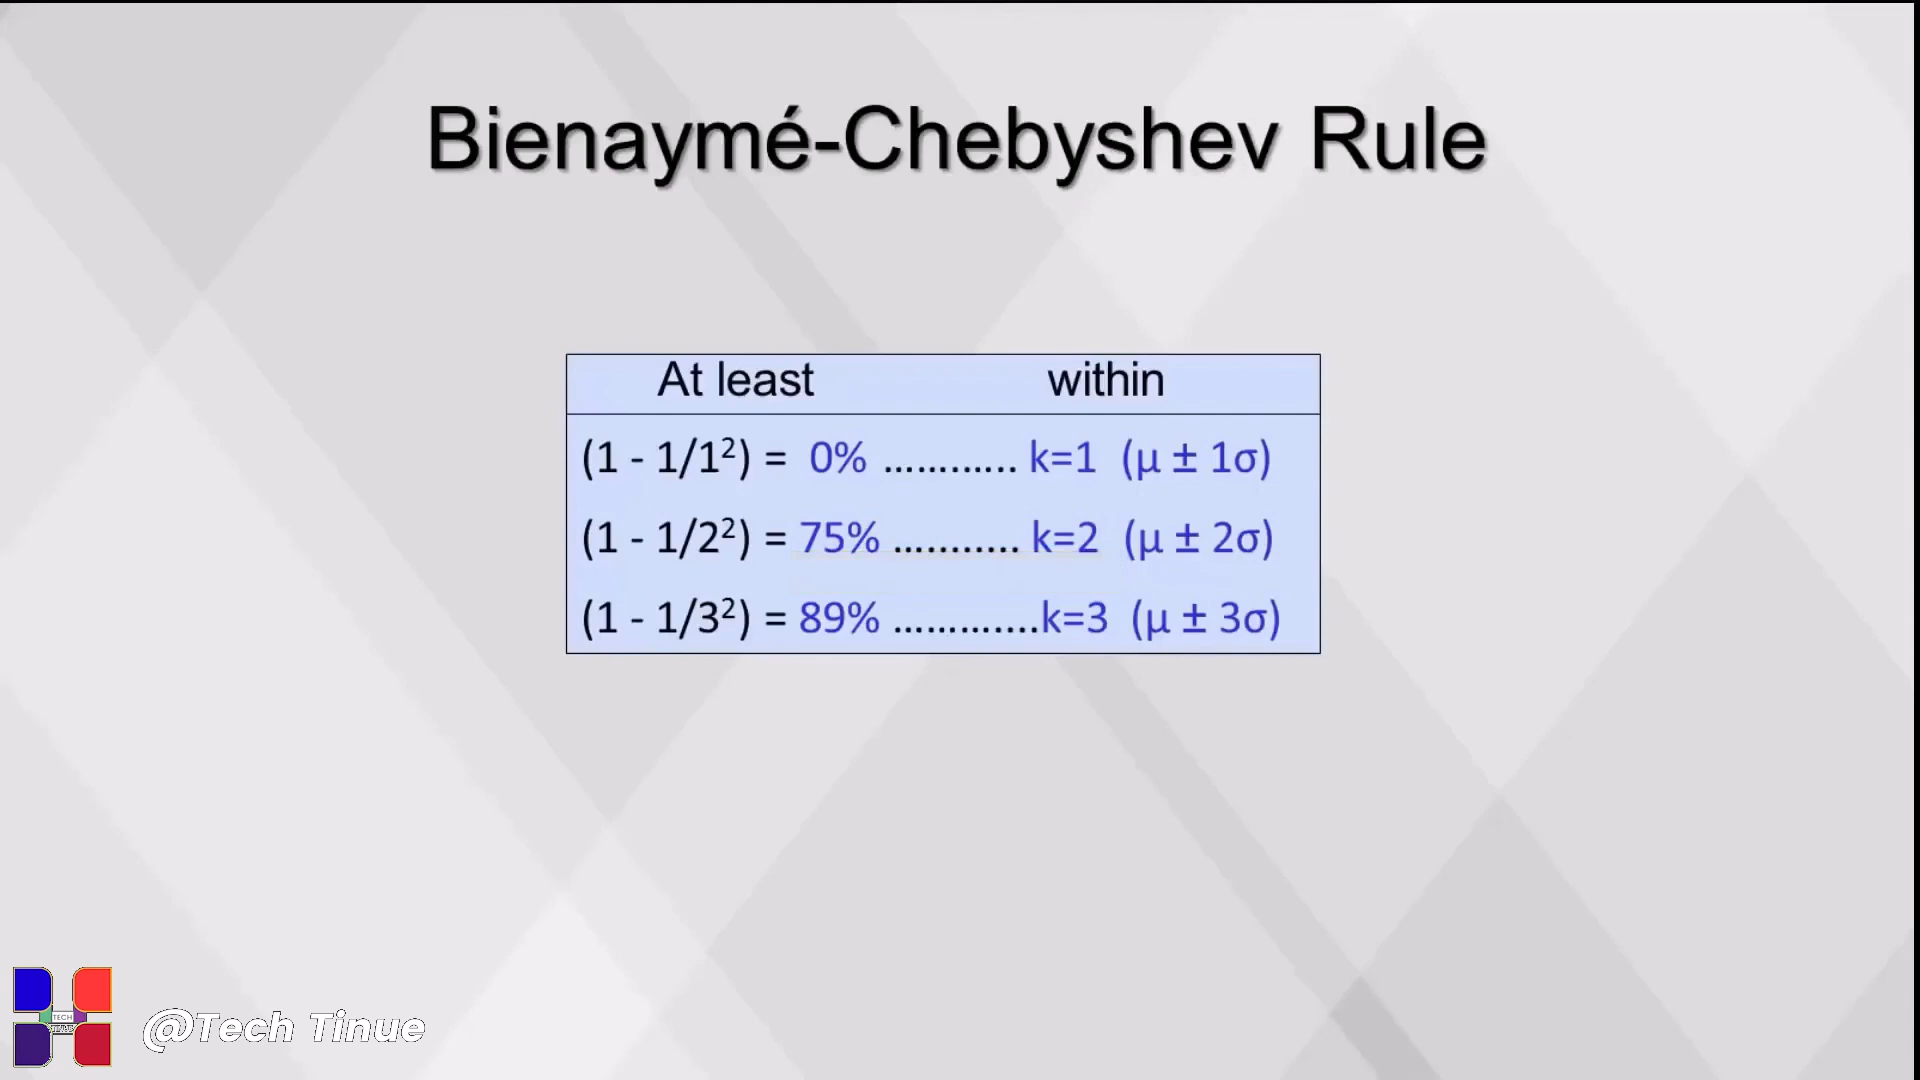 Bienaymé-Chebyshev Rule
At least within
(1 - 1/1²) = 0% ............ k=1 (μ ± 1σ)
(1 - 1/2²) = 75% ........... k=2 (μ ± 2σ)
(1 - 1/3²) = 89% .............k=3 (μ ± 3σ)
TECH
@Tech Tinue